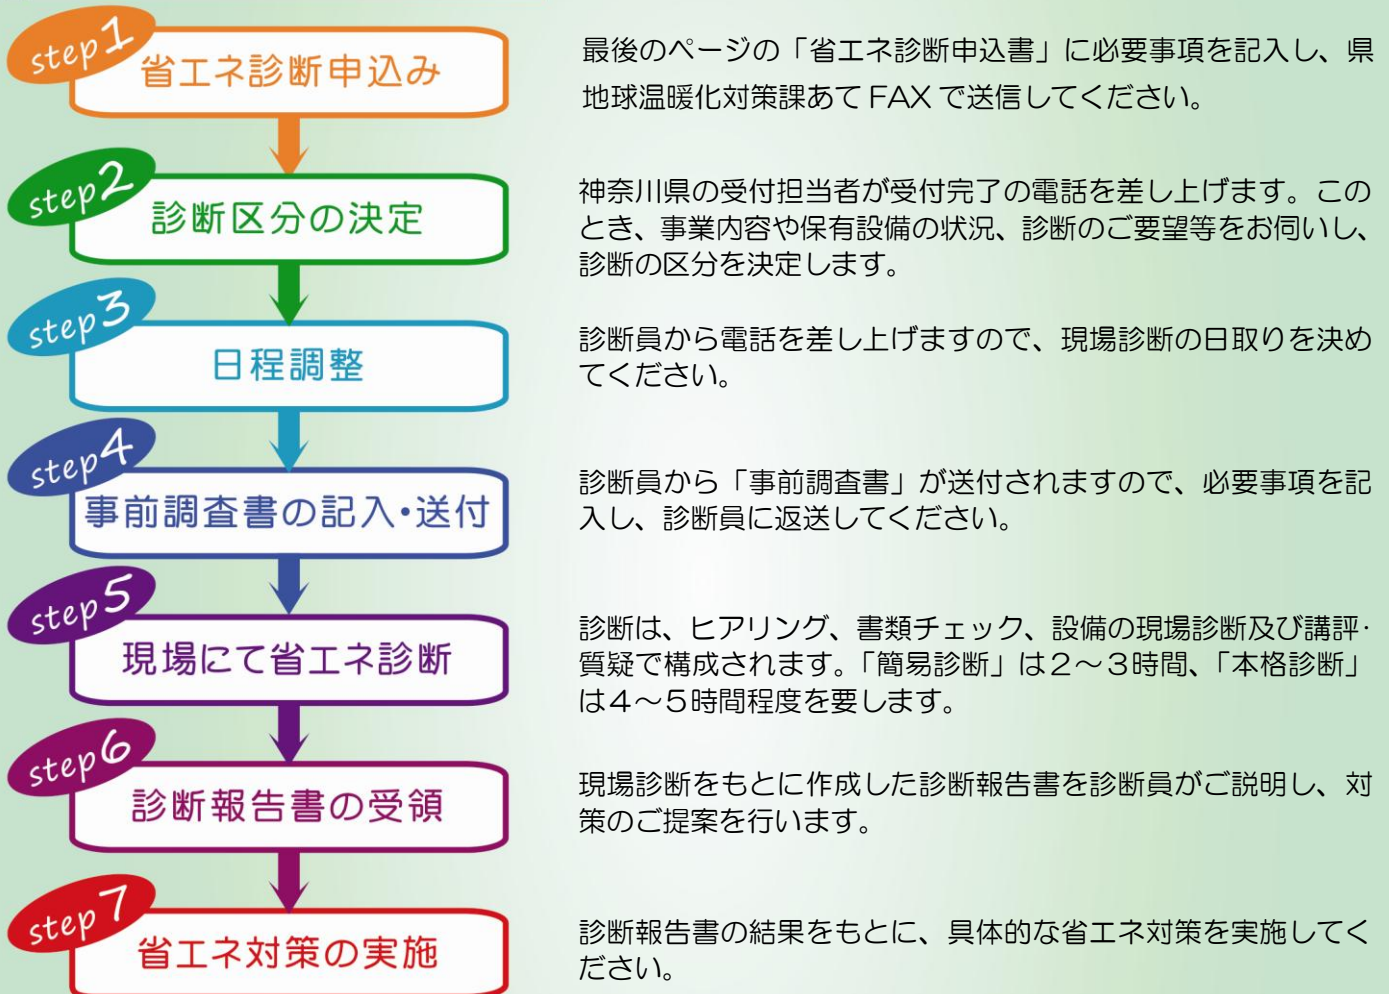 step1
省エネ診断申込み
最後のページの「省エネ診断申込書」に必要事項を記入し、県
地球温暖化対策課あてFAXで送信してください。
step2
診断区分の決定
神奈川県の受付担当者が受付完了の電話を差し上げます。この
とき、事業内容や保有設備の状況、診断のご要望等をお伺いし、
診断の区分を決定します。
step3
日程調整
診断員から電話を差し上げますので、現場診断の日取りを決め
てください。
step4
事前調査書の記入・送付
診断員から「事前調査書」が送付されますので、必要事項を記
入し、診断員に返送してください。
step5
現場にて省エネ診断
診断は、ヒアリング、書類チェック、設備の現場診断及び講評・
質疑で構成されます。「簡易診断」は2～3時間、「本格診断」
は4～5時間程度を要します。
step6
診断報告書の受領
現場診断をもとに作成した診断報告書を診断員がご説明し、対
策のご提案を行います。
step7
省エネ対策の実施
診断報告書の結果をもとに、具体的な省エネ対策を実施してく
ださい。